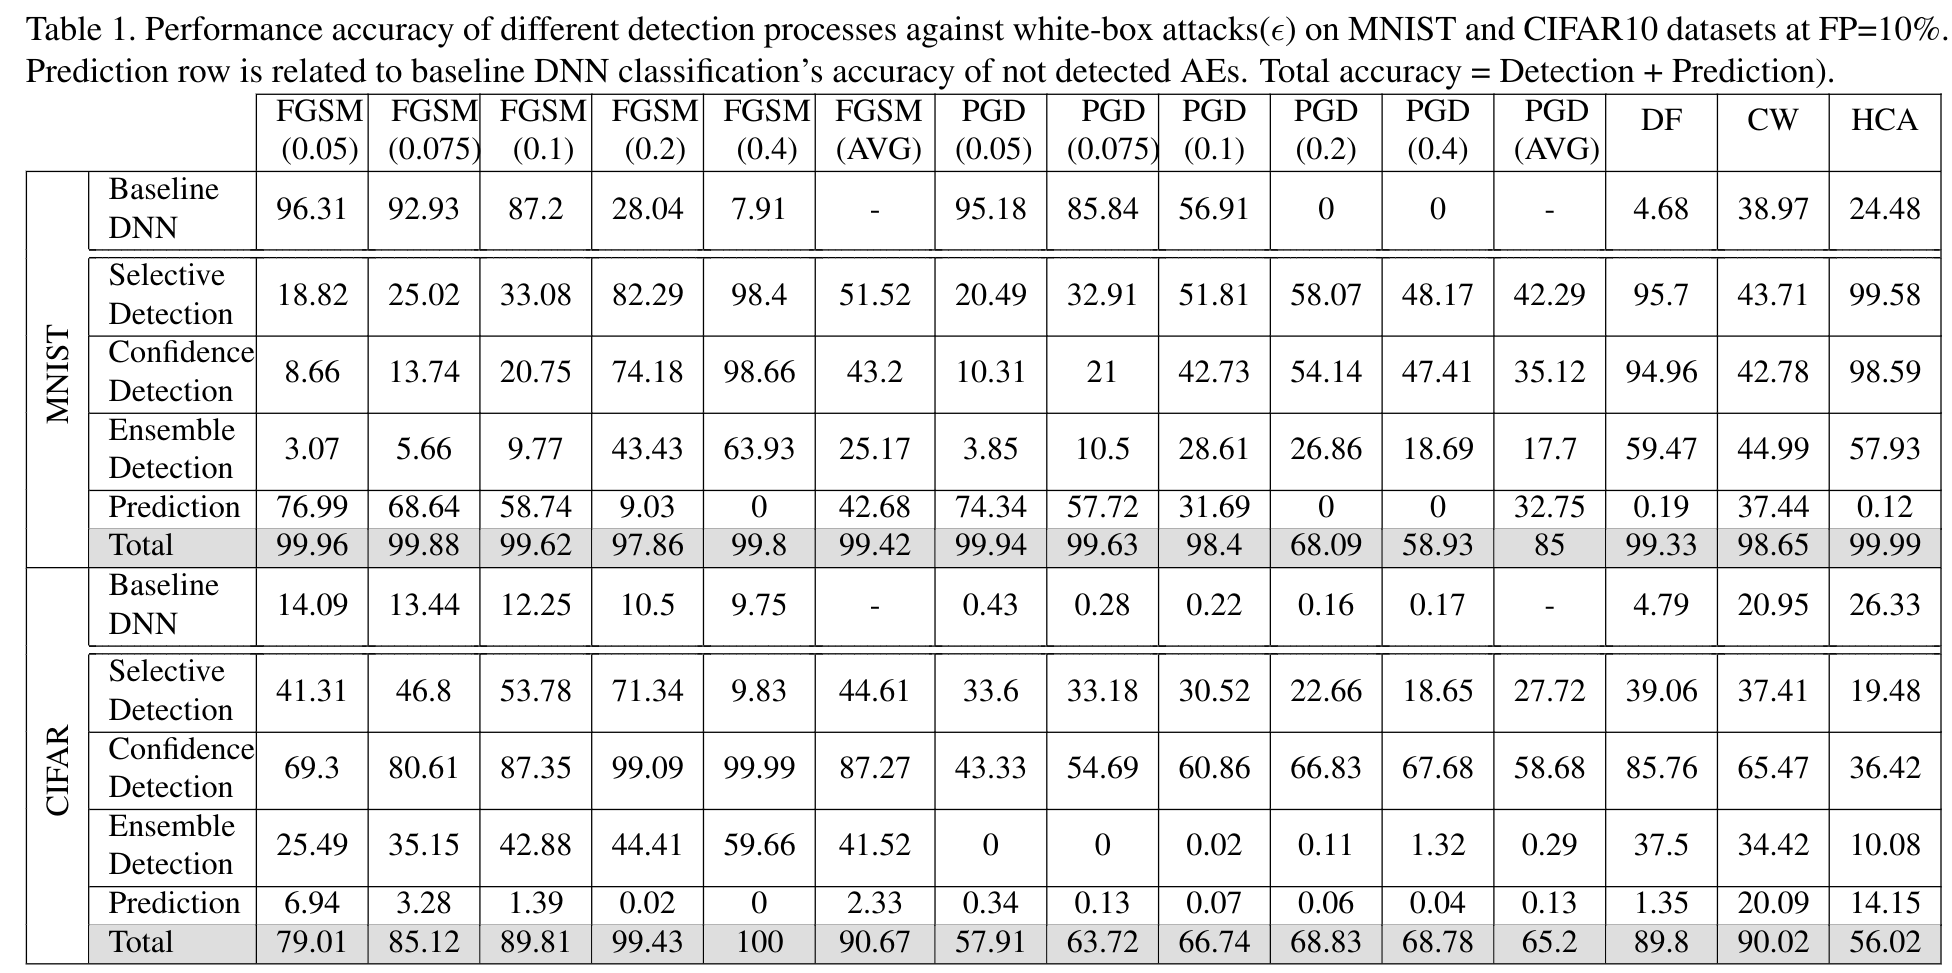 Table 1. Performance accuracy of different detection processes against white-box attacks(ϵ) on MNIST and CIFAR10 datasets at FP=10%.
Prediction row is related to baseline DNN classification's accuracy of not detected AEs. Total accuracy = Detection + Prediction).
FGSM (0.05) FGSM (0.075) FGSM (0.1) FGSM (0.2) FGSM (0.4) FGSM (AVG) PGD (0.05) PGD (0.075) PGD (0.1) PGD (0.2) PGD (0.4) PGD (AVG) DF CW HCA
MNIST
Baseline DNN 96.31 92.93 87.2 28.04 7.91 - 95.18 85.84 56.91 0 0 - 4.68 38.97 24.48
Selective Detection 18.82 25.02 33.08 82.29 98.4 51.52 20.49 32.91 51.81 58.07 48.17 42.29 95.7 43.71 99.58
Confidence Detection 8.66 13.74 20.75 74.18 98.66 43.2 10.31 21 42.73 54.14 47.41 35.12 94.96 42.78 98.59
Ensemble Detection 3.07 5.66 9.77 43.43 63.93 25.17 3.85 10.5 28.61 26.86 18.69 17.7 59.47 44.99 57.93
Prediction 76.99 68.64 58.74 9.03 0 42.68 74.34 57.72 31.69 0 0 32.75 0.19 37.44 0.12
Total 99.96 99.88 99.62 97.86 99.8 99.42 99.94 99.63 98.4 68.09 58.93 85 99.33 98.65 99.99
CIFAR
Baseline DNN 14.09 13.44 12.25 10.5 9.75 - 0.43 0.28 0.22 0.16 0.17 - 4.79 20.95 26.33
Selective Detection 41.31 46.8 53.78 71.34 9.83 44.61 33.6 33.18 30.52 22.66 18.65 27.72 39.06 37.41 19.48
Confidence Detection 69.3 80.61 87.35 99.09 99.99 87.27 43.33 54.69 60.86 66.83 67.68 58.68 85.76 65.47 36.42
Ensemble Detection 25.49 35.15 42.88 44.41 59.66 41.52 0 0 0.02 0.11 1.32 0.29 37.5 34.42 10.08
Prediction 6.94 3.28 1.39 0.02 0 2.33 0.34 0.13 0.07 0.06 0.04 0.13 1.35 20.09 14.15
Total 79.01 85.12 89.81 99.43 100 90.67 57.91 63.72 66.74 68.83 68.78 65.2 89.8 90.02 56.02